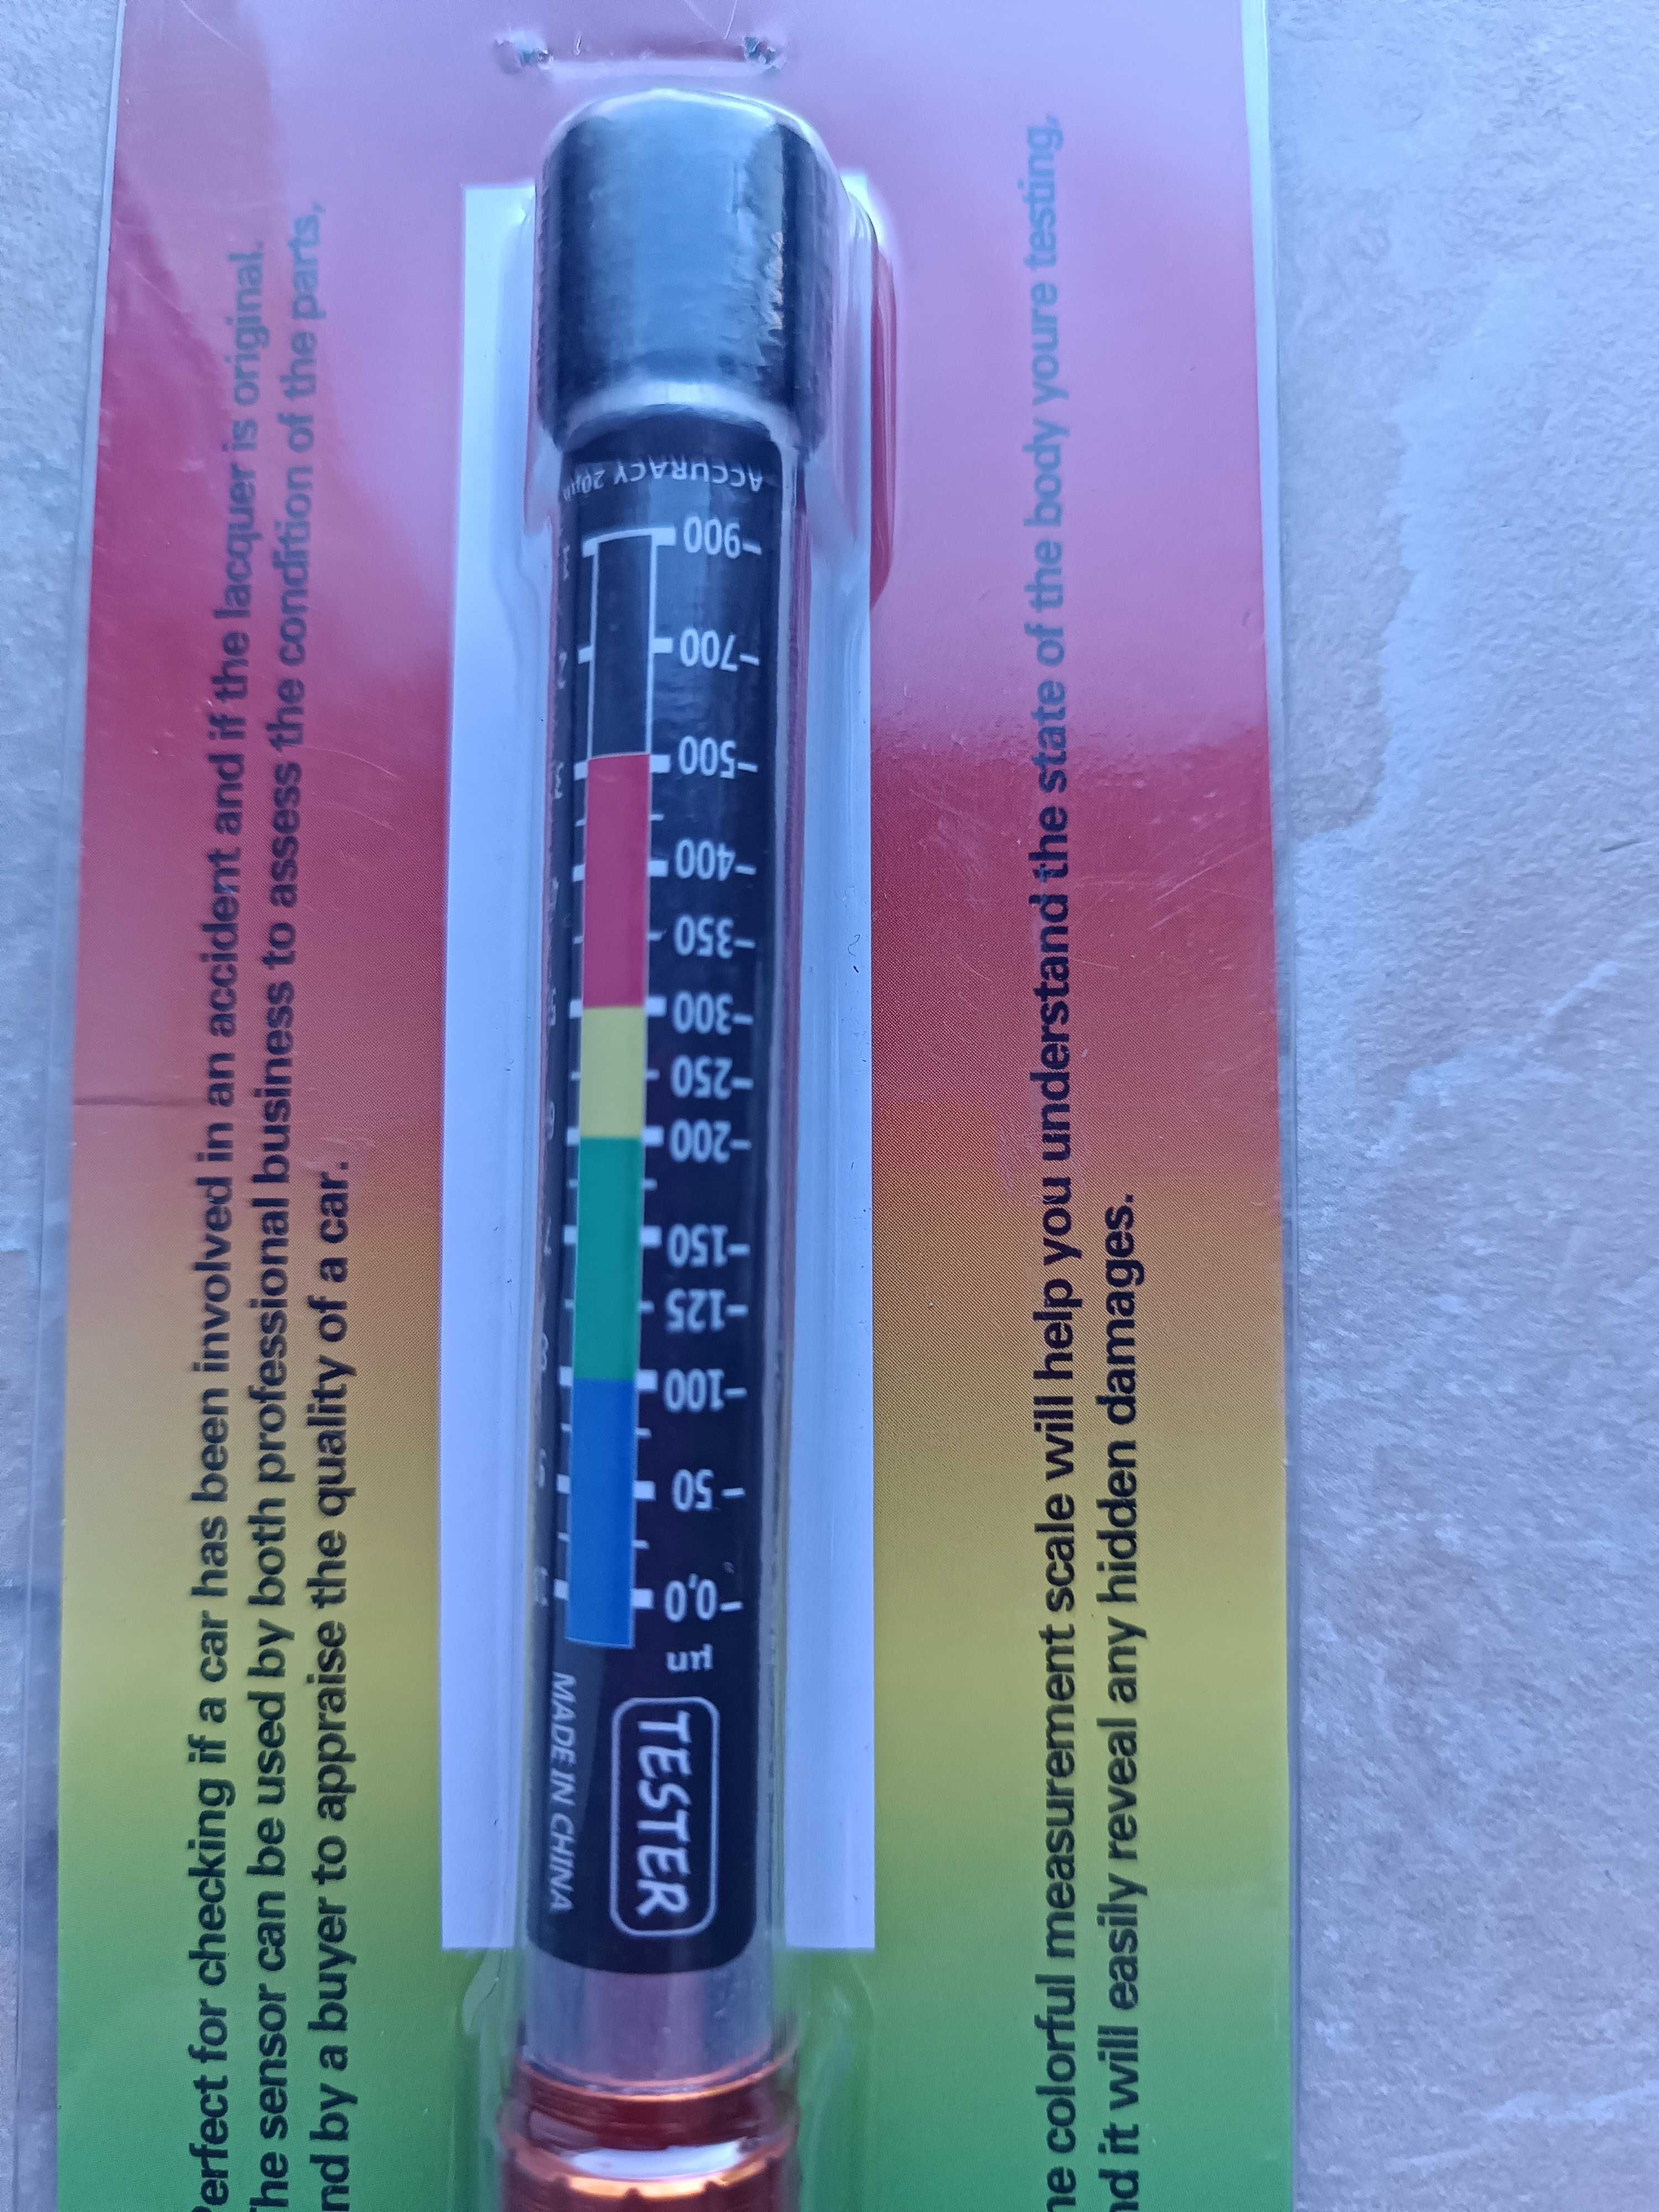 Perfect for checking if a car has been involved in an accident and if the lacquer is original.
The sensor can be used by both professional business to assess the condition of the parts,
and by a buyer to appraise the quality of a car.
ACCURACY 20µm
900
700
500
400
350
300
250
200
150
125
100
50
0,0
µm
TESTER
MADE IN CHINA
colorful measurement scale will help you understand the state of the body youre testing,
it will easily reveal any hidden damages.